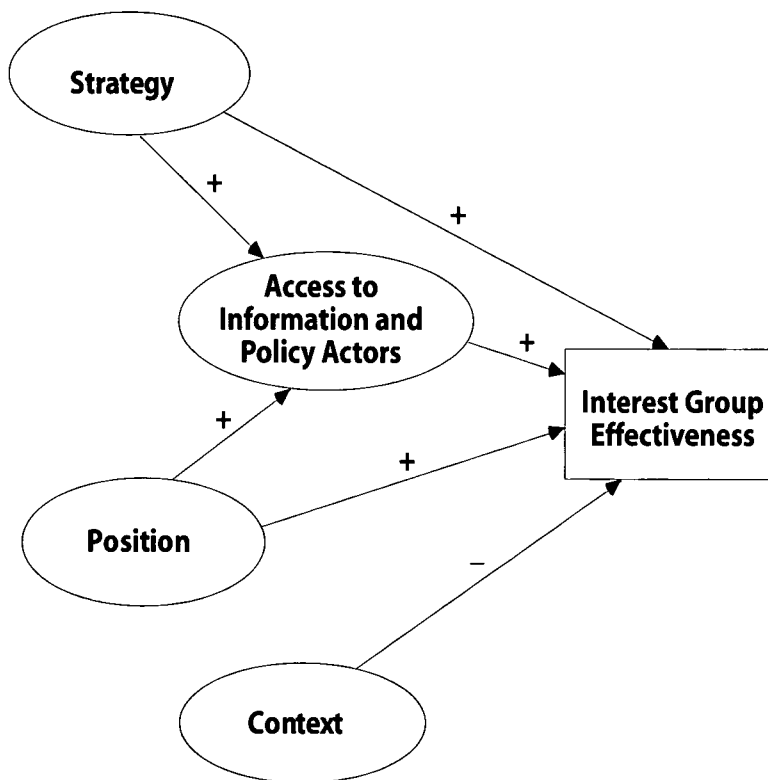 Strategy
+
+
Access to
Information and
Policy Actors
+
Interest Group
Effectiveness
+
+
Position
−
Context